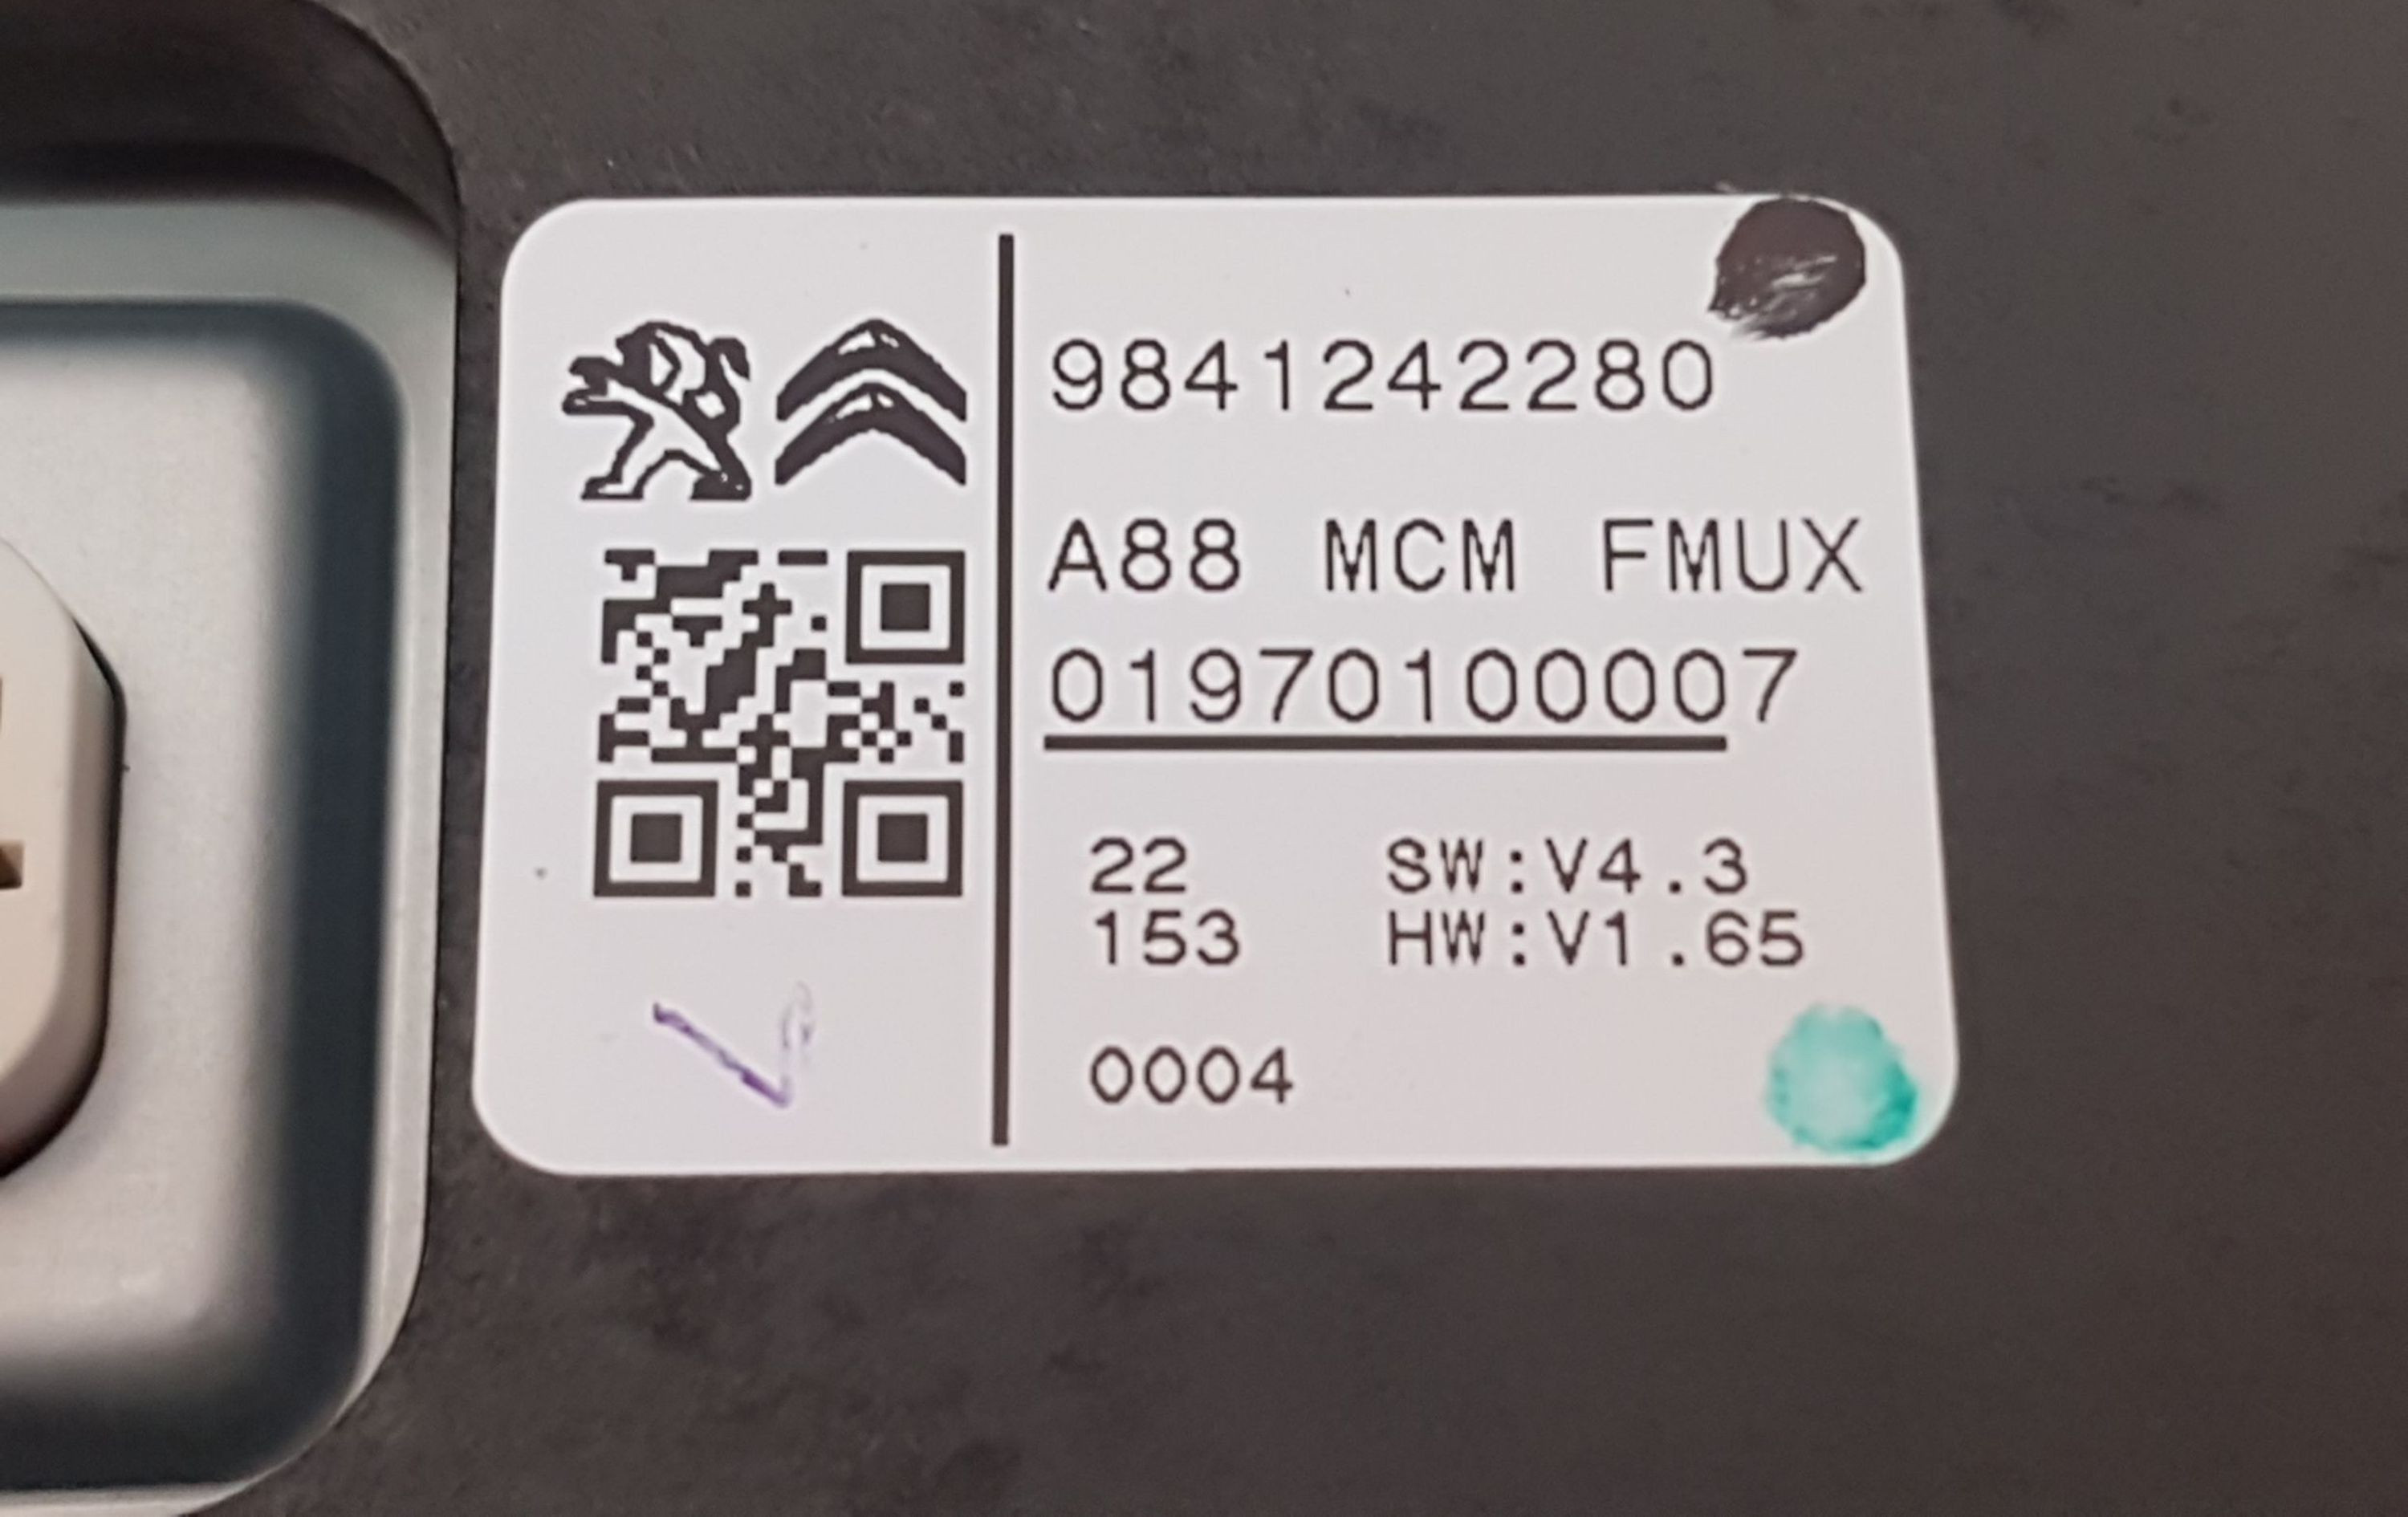 9841242280
A88 MCM FMUX
01970100007
22 SW:V4.3
153 HW:V1.65
0004